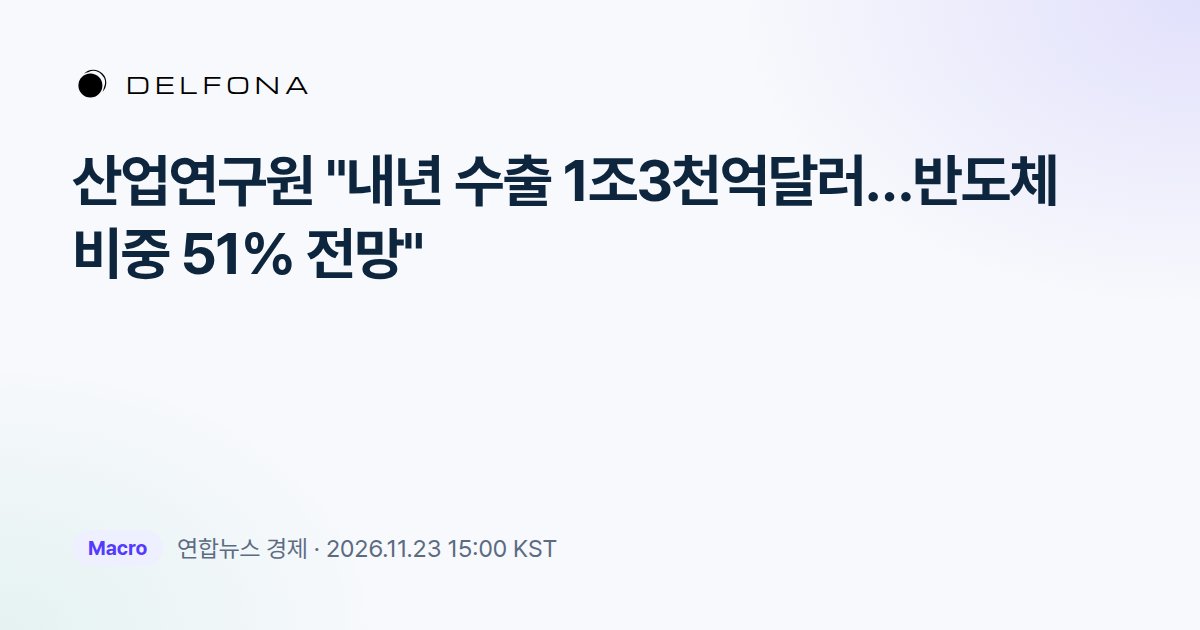 DELFONA
산업연구원 "내년 수출 1조3천억달러…반도체
비중 51% 전망"
Macro 연합뉴스 경제 · 2026.11.23 15:00 KST